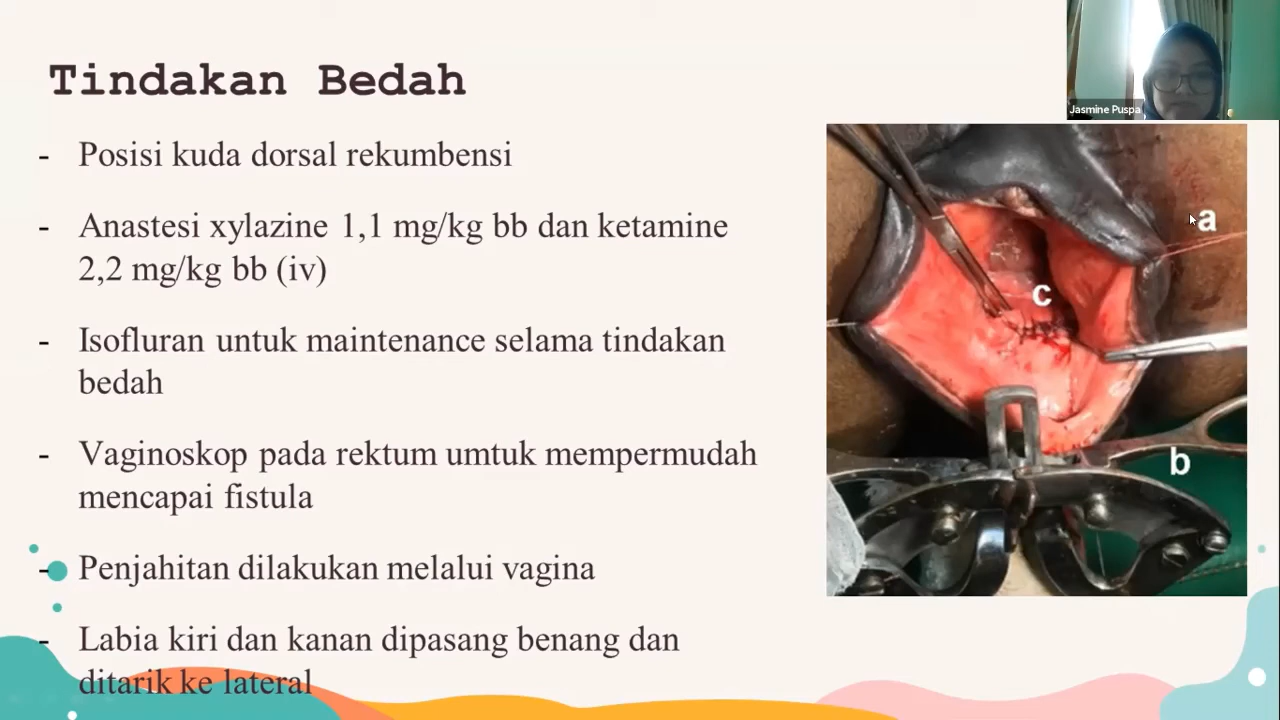 Tindakan Bedah
Jasmine Puspa
- Posisi kuda dorsal rekumbensi
- Anastesi xylazine 1,1 mg/kg bb dan ketamine
2,2 mg/kg bb (iv)
- Isofluran untuk maintenance selama tindakan
bedah
- Vaginoskop pada rektum umtuk mempermudah
mencapai fistula
- Penjahitan dilakukan melalui vagina
- Labia kiri dan kanan dipasang benang dan
ditarik ke lateral
a
c
b